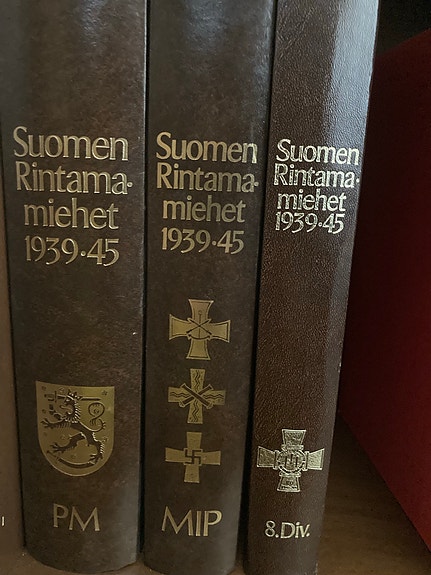 Suomen
Rintama-
miehet
1939·45
PM
Suomen
Rintama-
miehet
1939·45
MIP
Suomen
Rintama-
miehet
1939·45
8.Div.